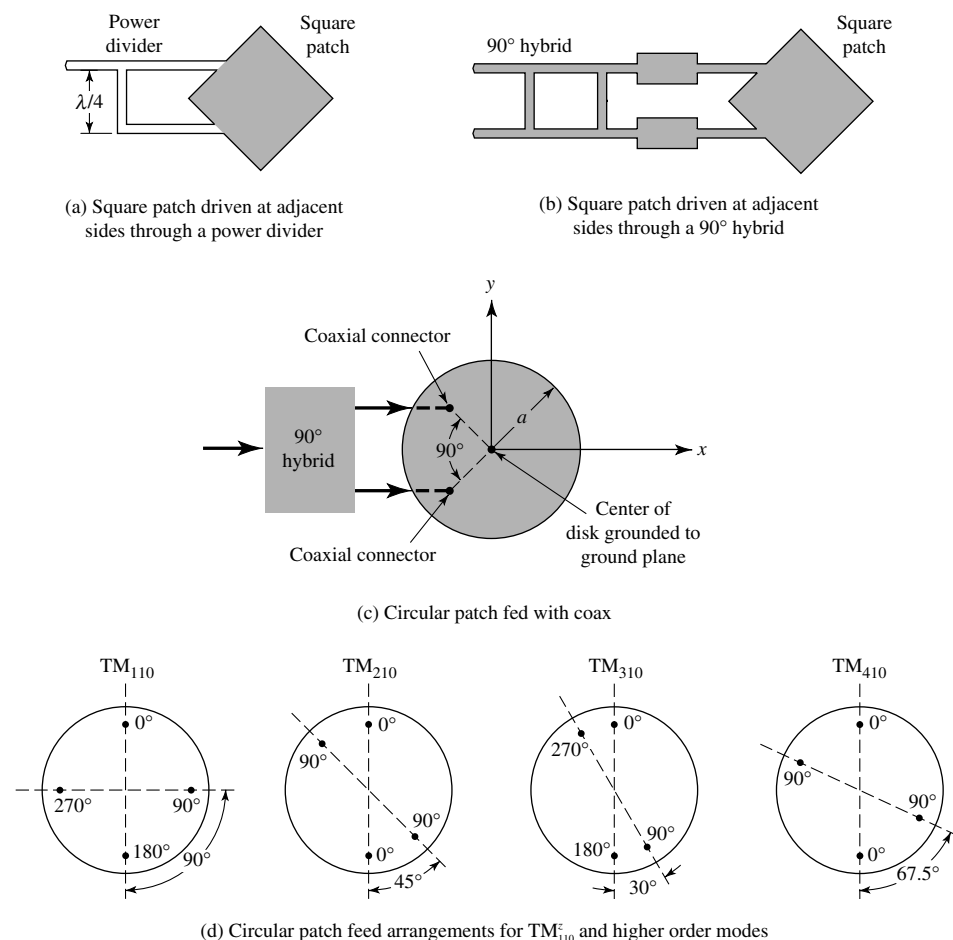 Power
divider
Square
patch
λ/4
(a) Square patch driven at adjacent
sides through a power divider
90° hybrid
Square
patch
(b) Square patch driven at adjacent
sides through a 90° hybrid
y
Coaxial connector
a
90°
hybrid
90°
x
Coaxial connector
Center of
disk grounded to
ground plane
(c) Circular patch fed with coax
TM₁₁₀
0°
270°
90°
180°
90°
TM₂₁₀
0°
90°
90°
0°
45°
TM₃₁₀
0°
270°
90°
180°
30°
TM₄₁₀
0°
90°
90°
0°
67.5°
(d) Circular patch feed arrangements for TMᶻ₁₁₀ and higher order modes